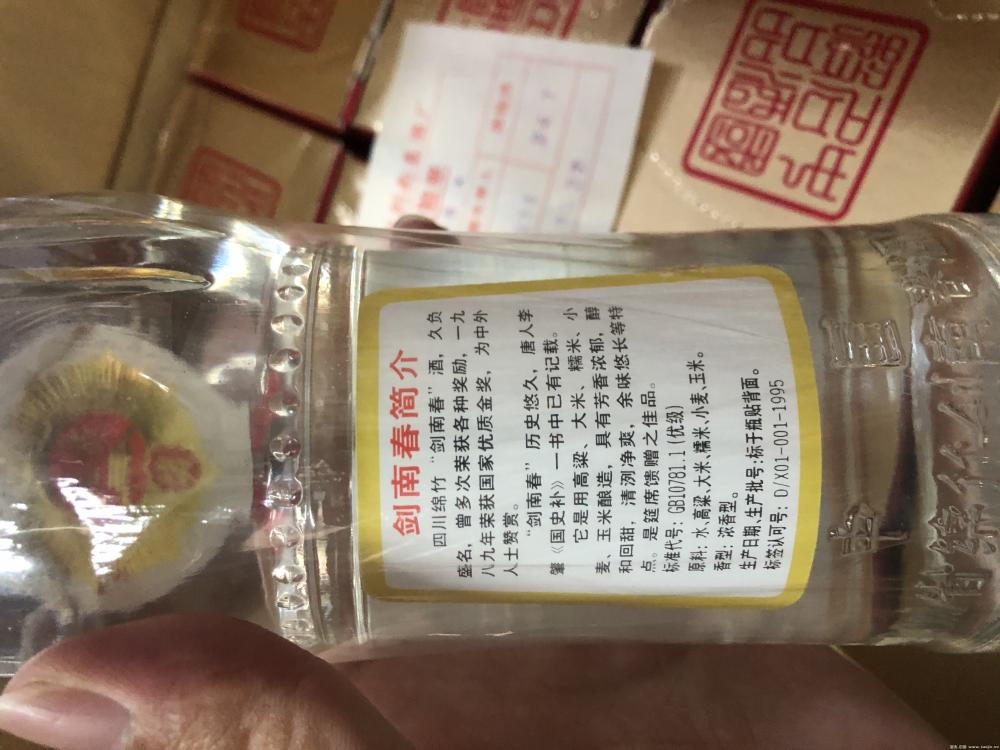 剑南春简介
四川绵竹“剑南春”酒，久负
盛名，曾多次荣获各种奖励，一九
八九年荣获国家优质金奖，为中外
人士赞赏。
“剑南春”历史悠久，唐人李
肇《国史补》一书中已有记载。
它是用高粱、大米、糯米、小
麦、玉米酿造，具有芳香浓郁，醇
和回甜，清洌净爽，余味悠长等特
点。是延席馈赠之佳品。
标准代号：GB10781.1(优级)
原料：水、高粱、大米、糯米、小麦、玉米。
香型：浓香型。
生产日期、生产批号：标于瓶贴背面。
标签认可号：D/X01-001-1995